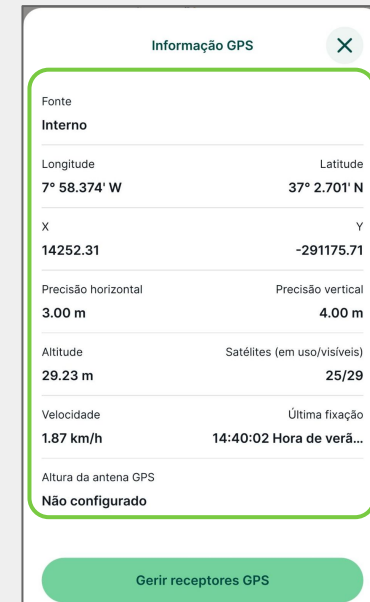 Informação GPS
Fonte
Interno
Longitude Latitude
7° 58.374' W 37° 2.701' N
X Y
14252.31 -291175.71
Precisão horizontal Precisão vertical
3.00 m 4.00 m
Altitude Satélites (em uso/visíveis)
29.23 m 25/29
Velocidade Última fixação
1.87 km/h 14:40:02 Hora de verã...
Altura da antena GPS
Não configurado
Gerir receptores GPS